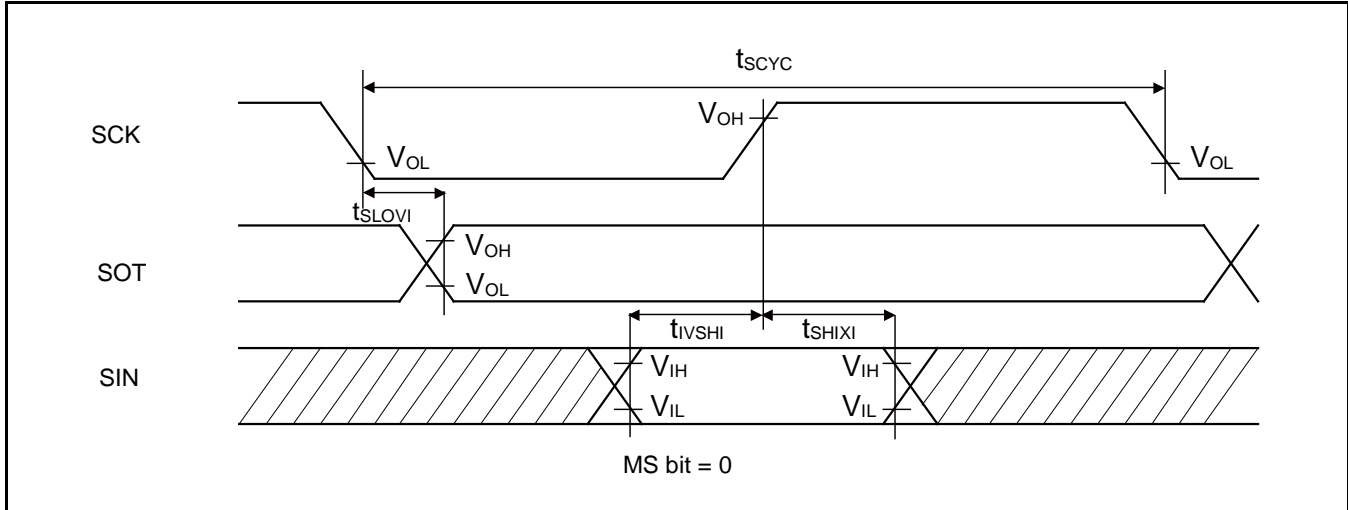 tSCYC
SCK
VOH
VOL
VOL
tSLOVI
SOT
VOH
VOL
tIVSHI
tSHIXI
SIN
VIH
VIH
VIL
VIL
MS bit = 0